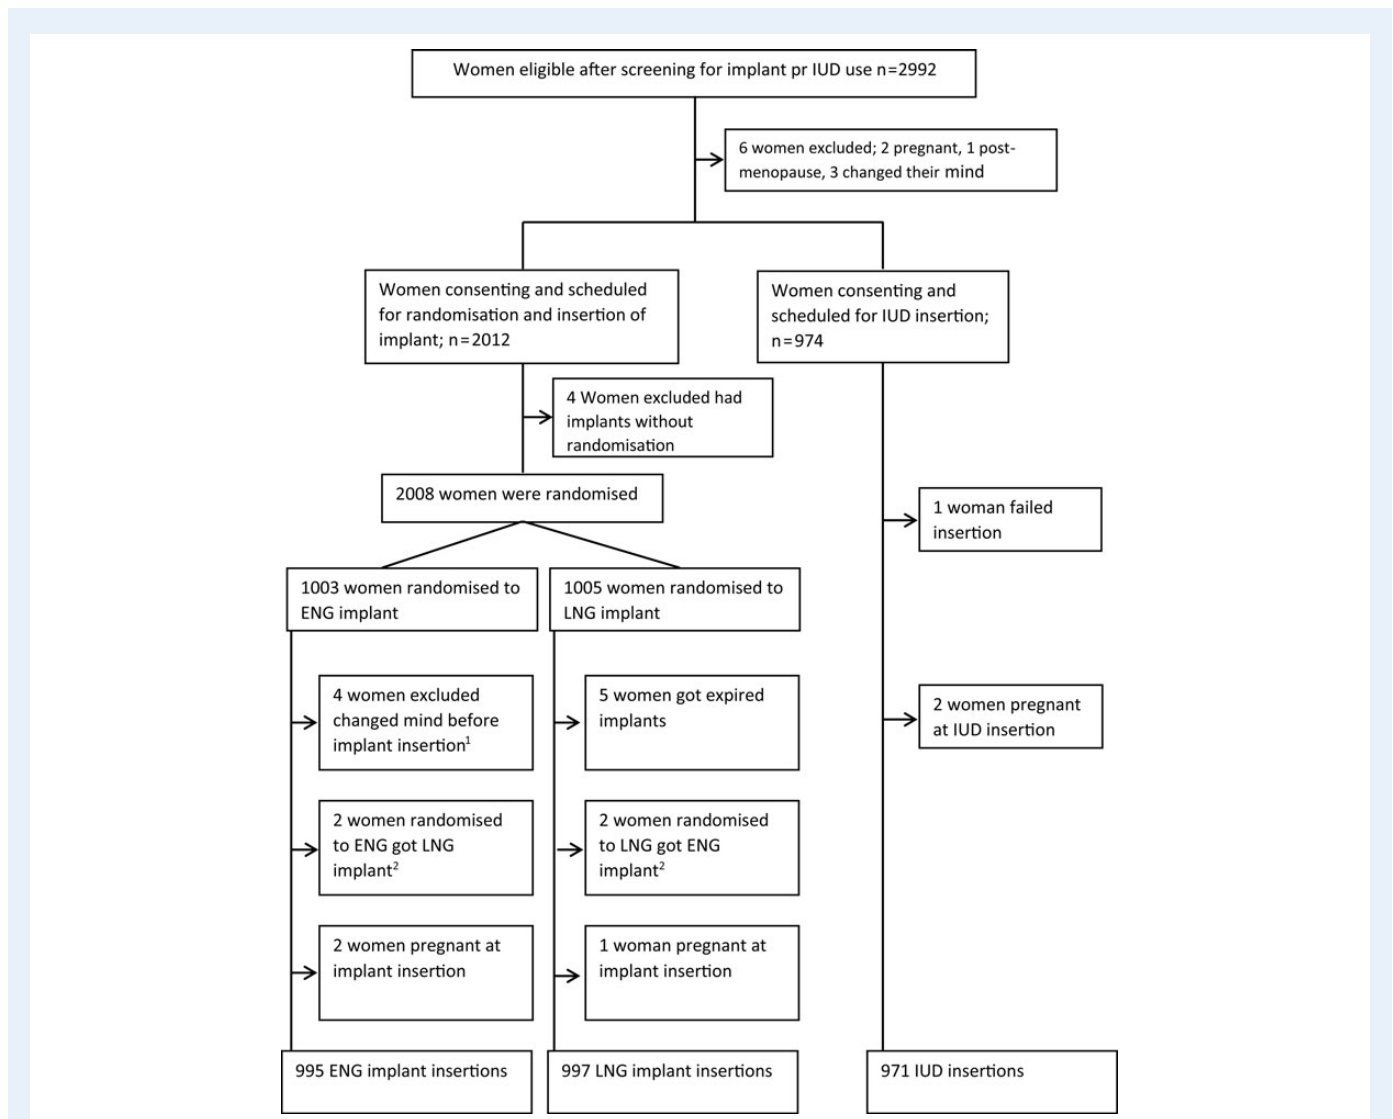 Women eligible after screening for implant pr IUD use n=2992
6 women excluded; 2 pregnant, 1 post-
menopause, 3 changed their mind
Women consenting and scheduled
for randomisation and insertion of
implant; n=2012
Women consenting and
scheduled for IUD insertion;
n=974
4 Women excluded had
implants without
randomisation
2008 women were randomised
1 woman failed
insertion
1003 women randomised to
ENG implant
1005 women randomised to
LNG implant
4 women excluded
changed mind before
implant insertion¹
5 women got expired
implants
2 women pregnant
at IUD insertion
2 women randomised
to ENG got LNG
implant²
2 women randomised
to LNG got ENG
implant²
2 women pregnant at
implant insertion
1 woman pregnant at
implant insertion
995 ENG implant insertions
997 LNG implant insertions
971 IUD insertions